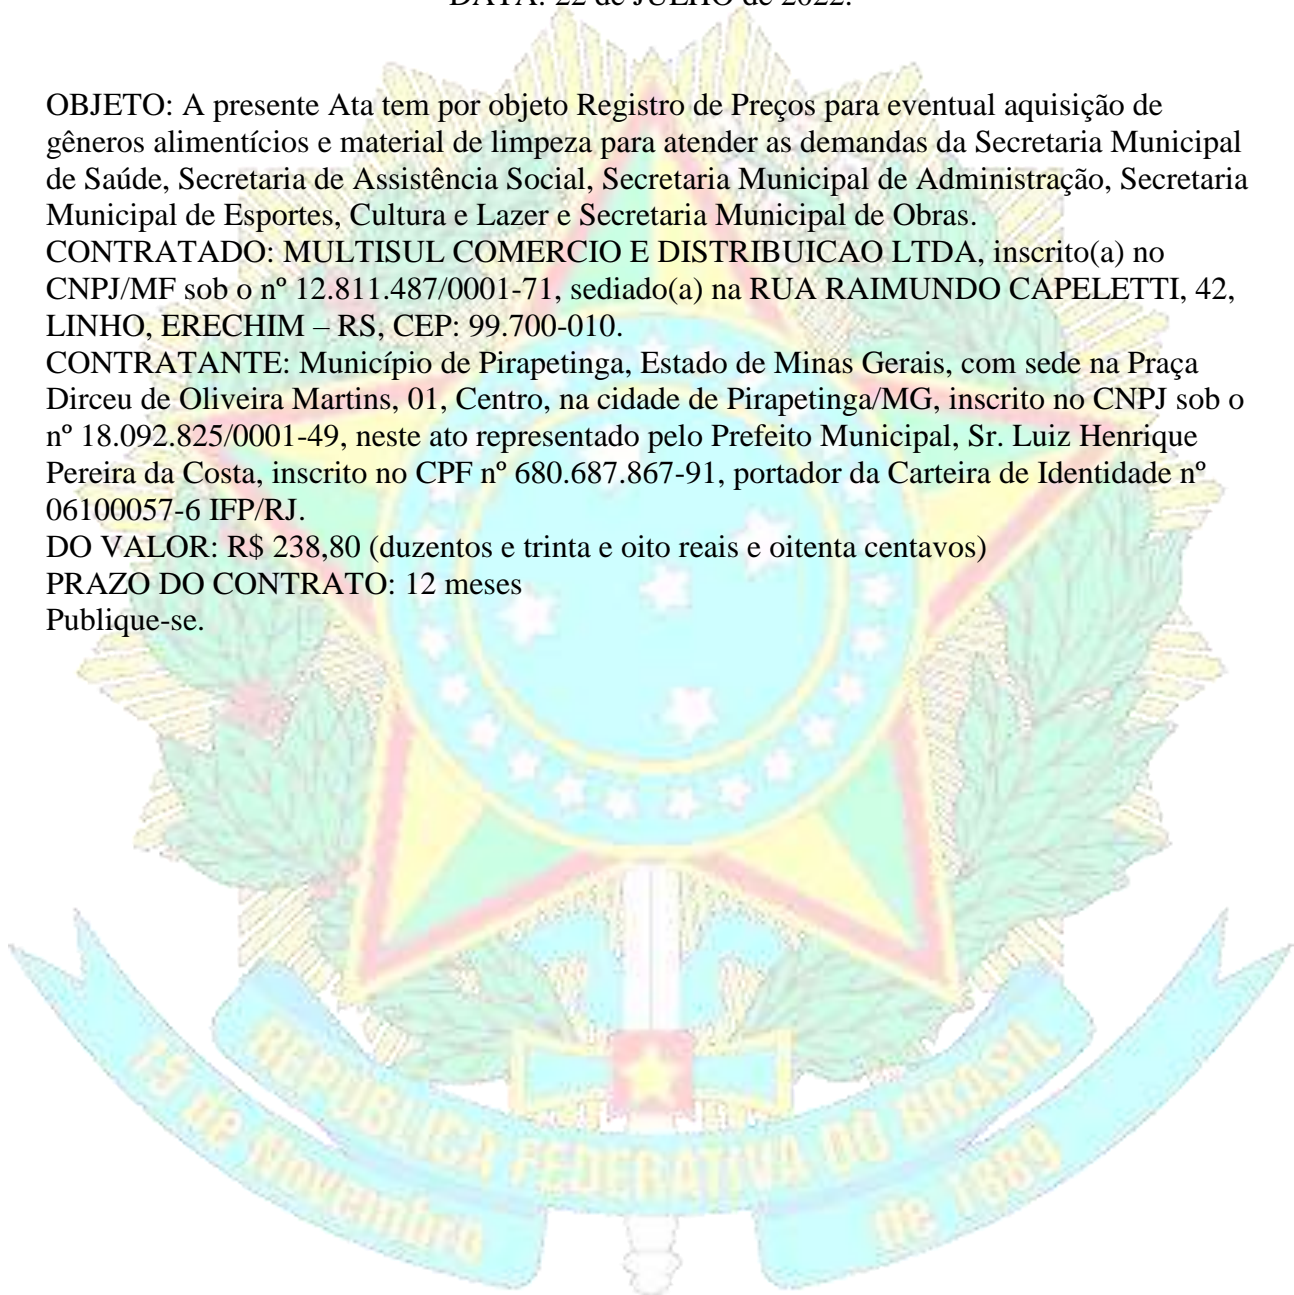 DATA: 22 de JULHO de 2022.
OBJETO: A presente Ata tem por objeto Registro de Preços para eventual aquisição de
gêneros alimentícios e material de limpeza para atender as demandas da Secretaria Municipal
de Saúde, Secretaria de Assistência Social, Secretaria Municipal de Administração, Secretaria
Municipal de Esportes, Cultura e Lazer e Secretaria Municipal de Obras.
CONTRATADO: MULTISUL COMERCIO E DISTRIBUICAO LTDA, inscrito(a) no
CNPJ/MF sob o nº 12.811.487/0001-71, sediado(a) na RUA RAIMUNDO CAPELETTI, 42,
LINHO, ERECHIM – RS, CEP: 99.700-010.
CONTRATANTE: Município de Pirapetinga, Estado de Minas Gerais, com sede na Praça
Dirceu de Oliveira Martins, 01, Centro, na cidade de Pirapetinga/MG, inscrito no CNPJ sob o
nº 18.092.825/0001-49, neste ato representado pelo Prefeito Municipal, Sr. Luiz Henrique
Pereira da Costa, inscrito no CPF nº 680.687.867-91, portador da Carteira de Identidade nº
06100057-6 IFP/RJ.
DO VALOR: R$ 238,80 (duzentos e trinta e oito reais e oitenta centavos)
PRAZO DO CONTRATO: 12 meses
Publique-se.
REPÚBLICA FEDERATIVA DO BRASIL
15 de Novembro de 1889